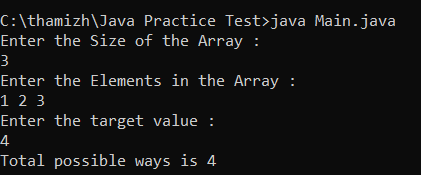 C:\thamizh\Java Practice Test>java Main.java
Enter the Size of the Array :
3
Enter the Elements in the Array :
1 2 3
Enter the target value :
4
Total possible ways is 4